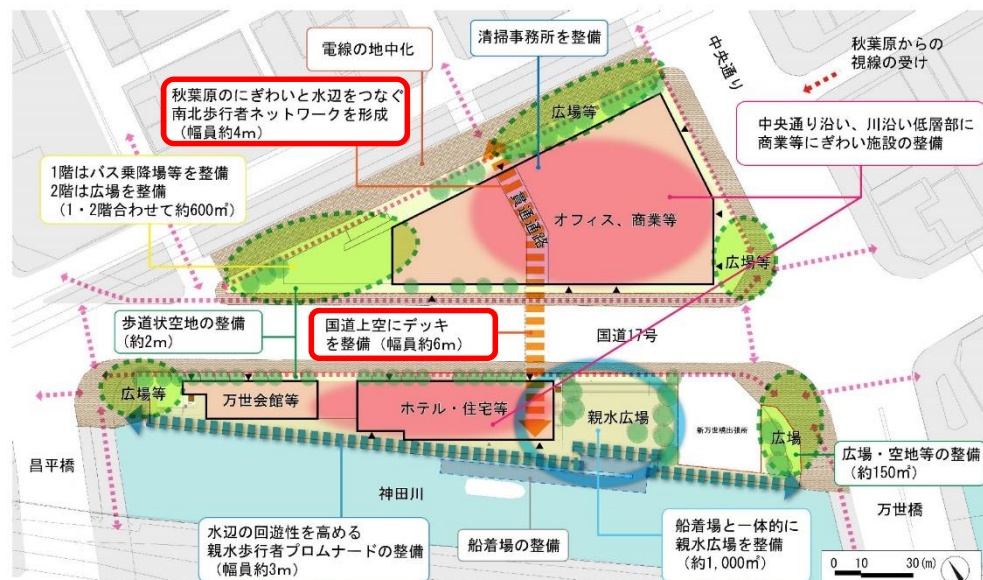 電線の地中化
清掃事務所を整備
中央通り
秋葉原からの
視線の受け
秋葉原のにぎわいと水辺をつなぐ
南北歩行者ネットワークを形成
(幅員約4m)
広場等
中央通り沿い、川沿い低層部に
商業等にぎわい施設の整備
1階はバス乗降場等を整備
2階は広場を整備
(1・2階合わせて約600㎡)
貫通通路
オフィス、商業等
広場等
歩道状空地の整備
(約2m)
国道上空にデッキ
を整備(幅員約6m)
国道17号
広場等
万世会館等
ホテル・住宅等
親水広場
新万世橋出張所
広場
広場・空地等の整備
(約150㎡)
昌平橋
神田川
万世橋
水辺の回遊性を高める
親水歩行者プロムナードの整備
(幅員約3m)
船着場の整備
船着場と一体的に
親水広場を整備
(約1,000㎡)
0 10 30(m)